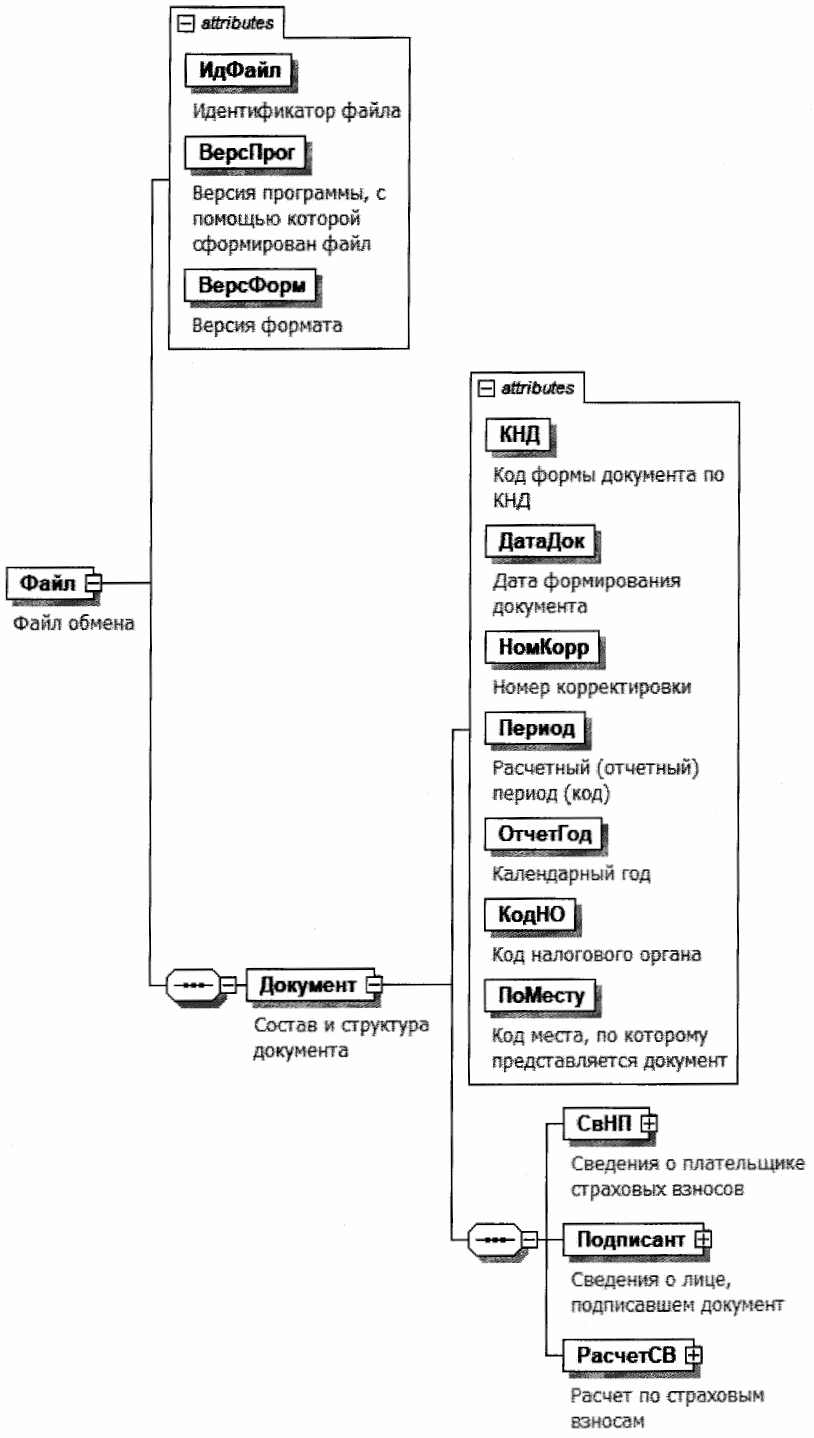 attributes
ИдФайл
Идентификатор файла
ВерсПрог
Версия программы, с
помощью которой
сформирован файл
ВерсФорм
Версия формата
attributes
КНД
Код формы документа по
КНД
ДатаДок
Дата формирования
документа
НомКорр
Номер корректировки
Период
Расчетный (отчетный)
период (код)
ОтчетГод
Календарный год
КодНО
Код налогового органа
ПоМесту
Код места, по которому
представляется документ
Файл
Файл обмена
Документ
Состав и структура
документа
СвНП
Сведения о плательщике
страховых взносов
Подписант
Сведения о лице,
подписавшем документ
РасчетСВ
Расчет по страховым
взносам